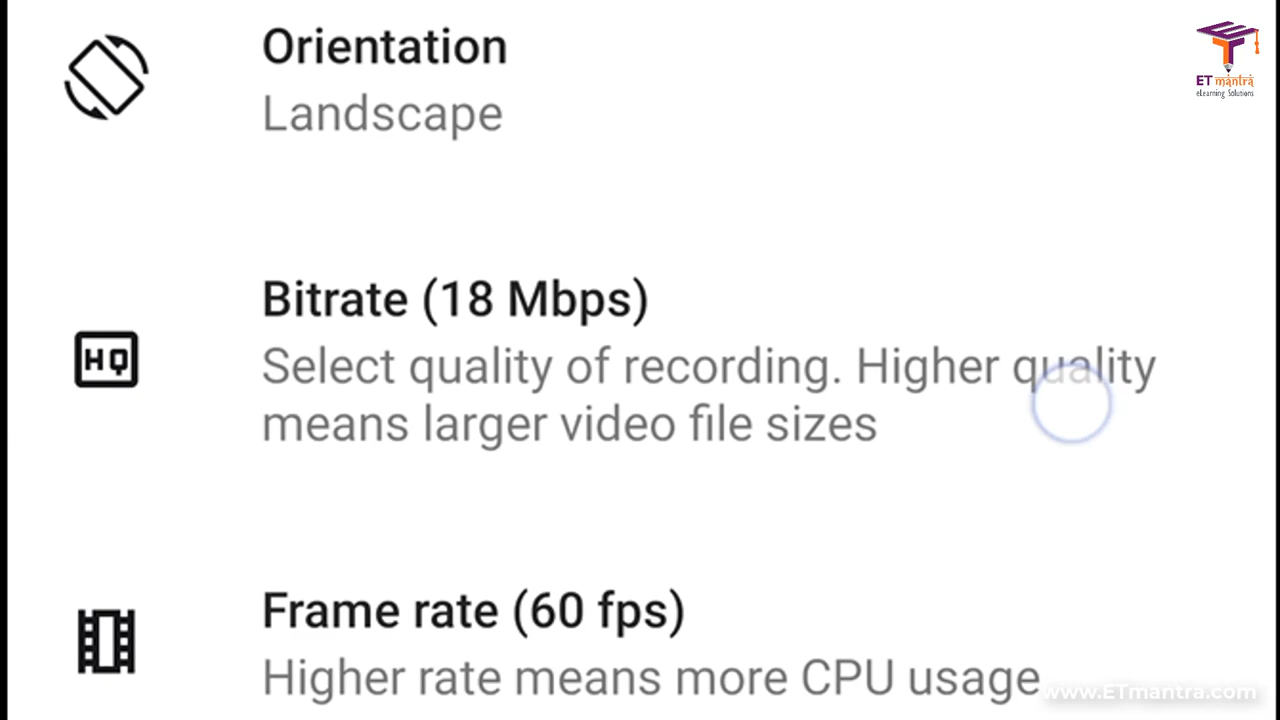 Orientation
Landscape
ET mantra
eLearning Solutions
Bitrate (18 Mbps)
HQ
Select quality of recording. Higher quality
means larger video file sizes
Frame rate (60 fps)
Higher rate means more CPU usage
www.ETmantra.com